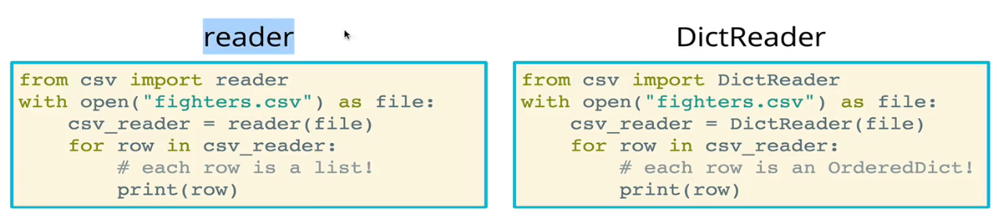 reader
from csv import reader
with open("fighters.csv") as file:
    csv_reader = reader(file)
    for row in csv_reader:
        # each row is a list!
        print(row)
DictReader
from csv import DictReader
with open("fighters.csv") as file:
    csv_reader = DictReader(file)
    for row in csv_reader:
        # each row is an OrderedDict!
        print(row)